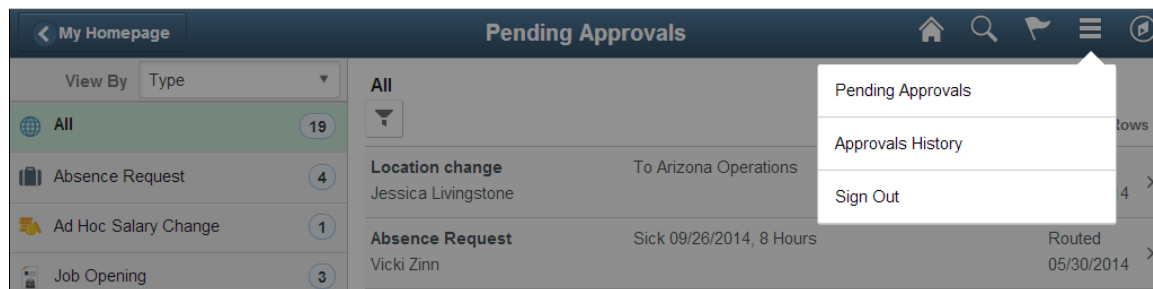 My Homepage
Pending Approvals
View By Type
All 19
Absence Request 4
Ad Hoc Salary Change 1
Job Opening 3
All
Rows
Location change To Arizona Operations
Jessica Livingstone 4
Absence Request Sick 09/26/2014, 8 Hours Routed
Vicki Zinn 05/30/2014
Pending Approvals
Approvals History
Sign Out